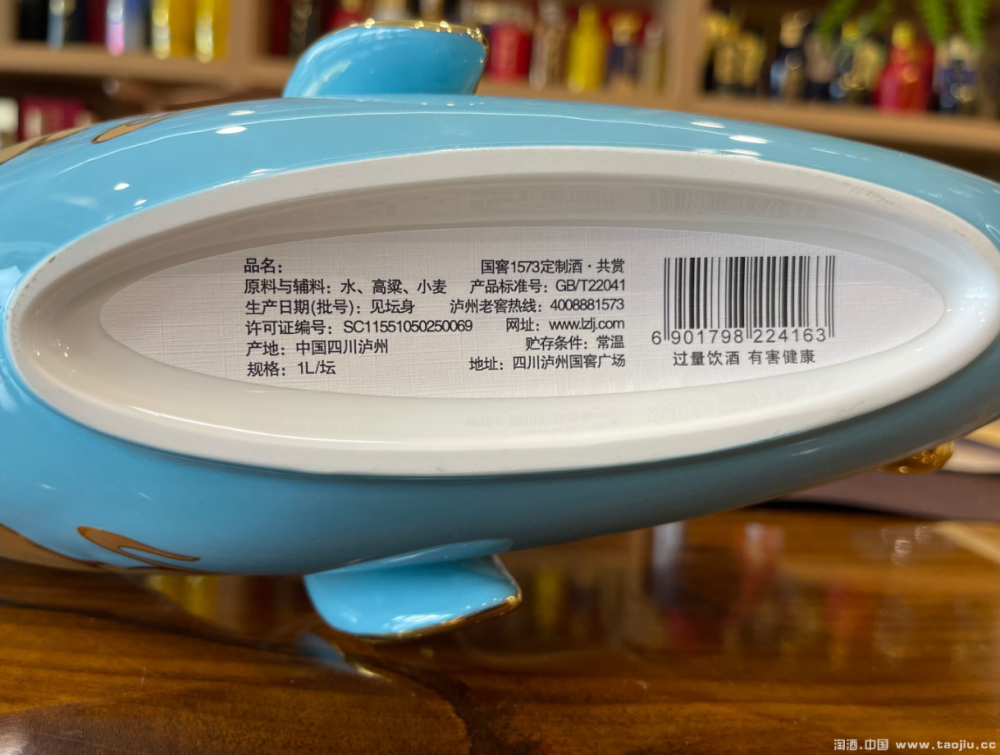 品名： 国窖1573定制酒·共赏
原料与辅料：水、高粱、小麦 产品标准号：GB/T22041
生产日期(批号)：见坛身 泸州老窖热线：4008881573
许可证编号：SC11551050250069 网址：www.lzlj.com
产地：中国四川泸州 贮存条件：常温
规格：1L/坛 地址：四川泸州国窖广场
6 901798 224163
过量饮酒 有害健康
淘酒.中国 www.taojiu.cc